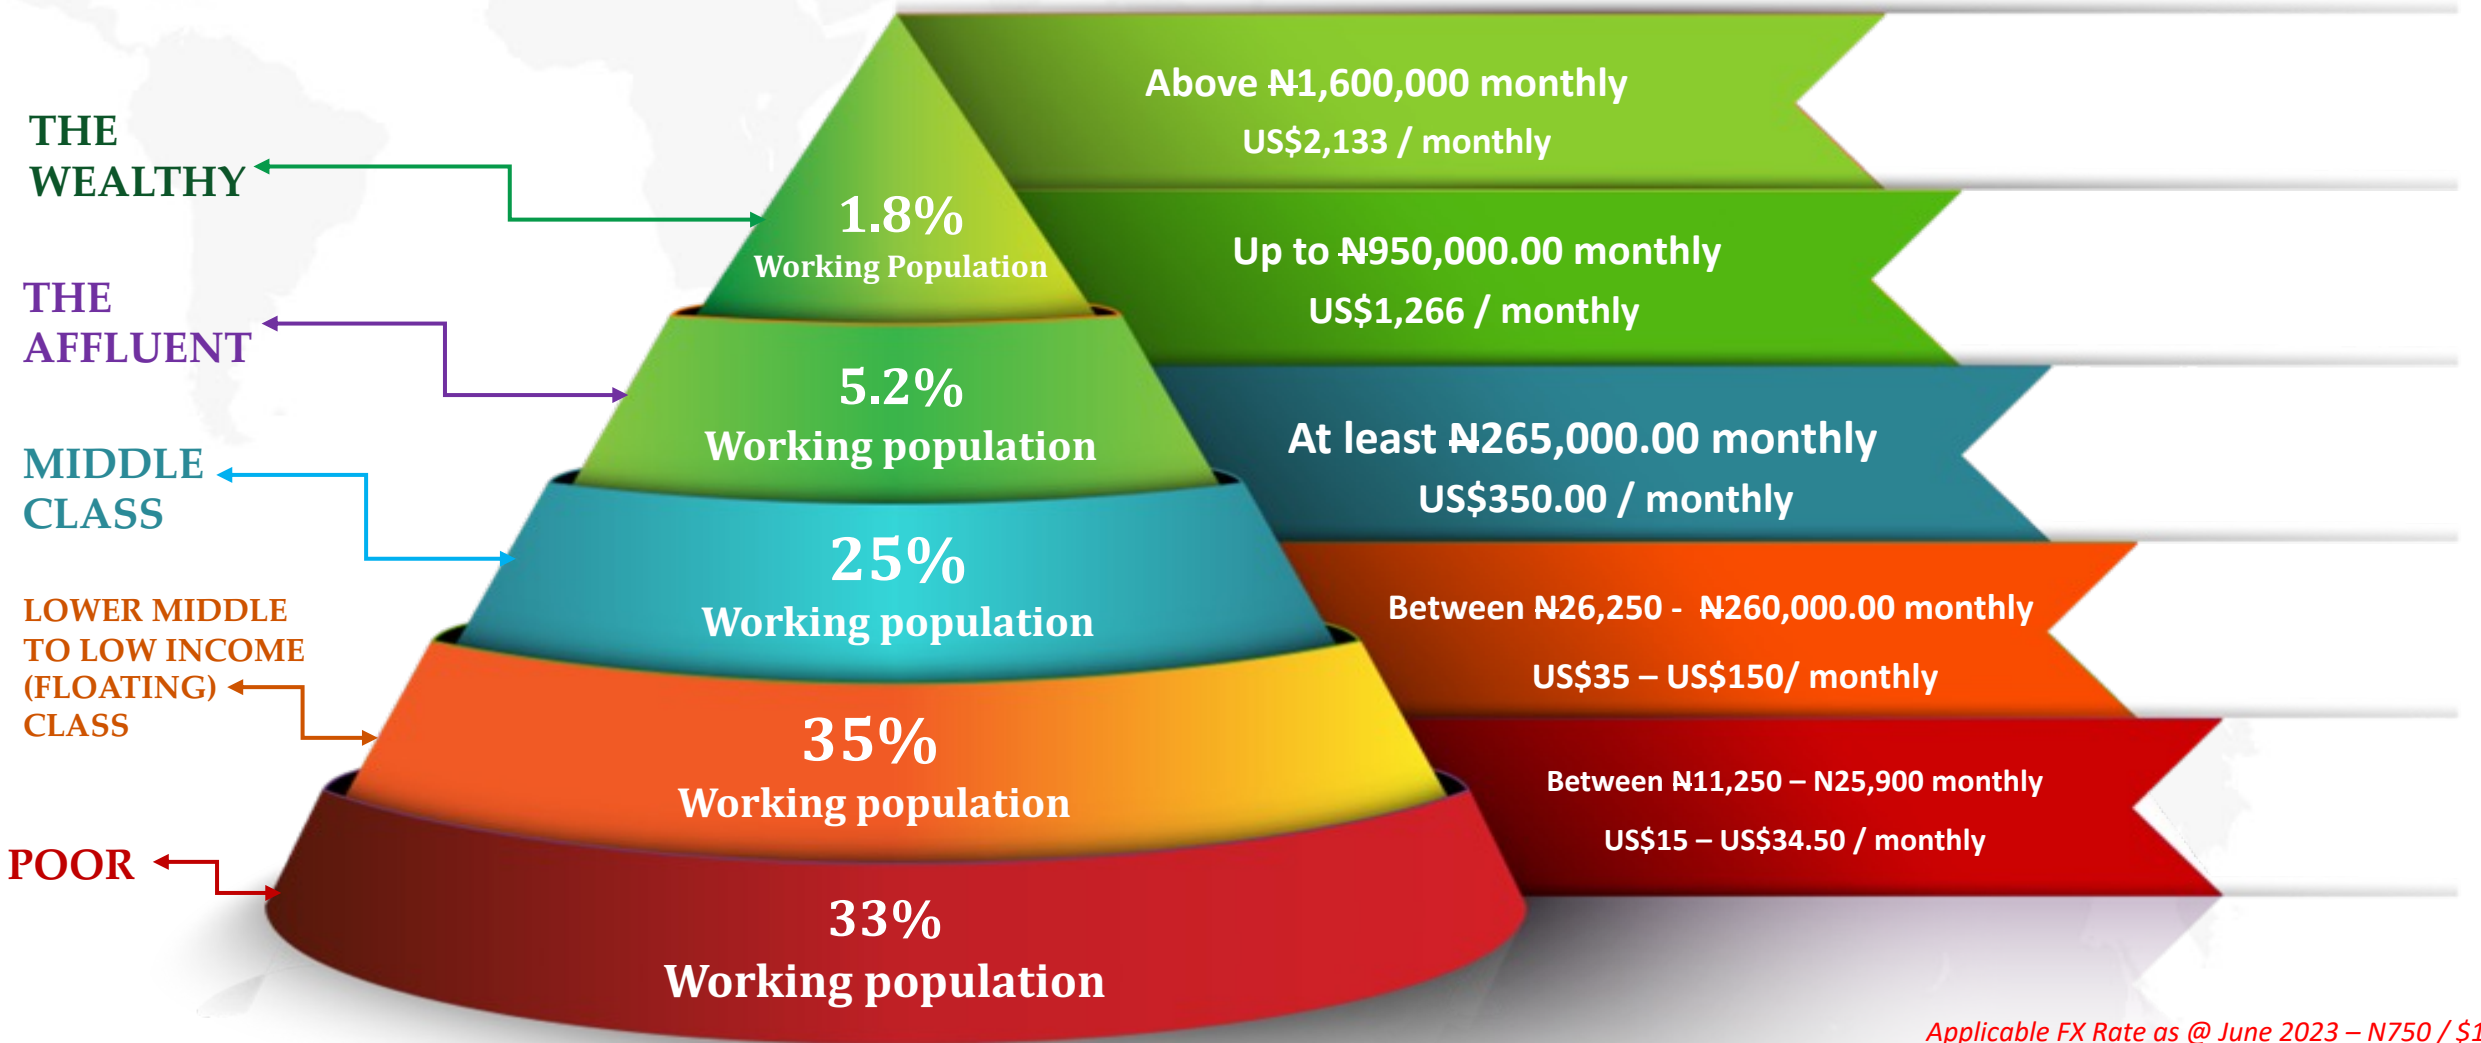 THE
WEALTHY
1.8%
Working Population
Above ₦1,600,000 monthly
US$2,133 / monthly
THE
AFFLUENT
5.2%
Working population
Up to ₦950,000.00 monthly
US$1,266 / monthly
MIDDLE
CLASS
25%
Working population
At least ₦265,000.00 monthly
US$350.00 / monthly
LOWER MIDDLE
TO LOW INCOME
(FLOATING)
CLASS
35%
Working population
Between ₦26,250 - ₦260,000.00 monthly
US$35 – US$150/ monthly
POOR
33%
Working population
Between ₦11,250 – N25,900 monthly
US$15 – US$34.50 / monthly
Applicable FX Rate as @ June 2023 – N750 / $1